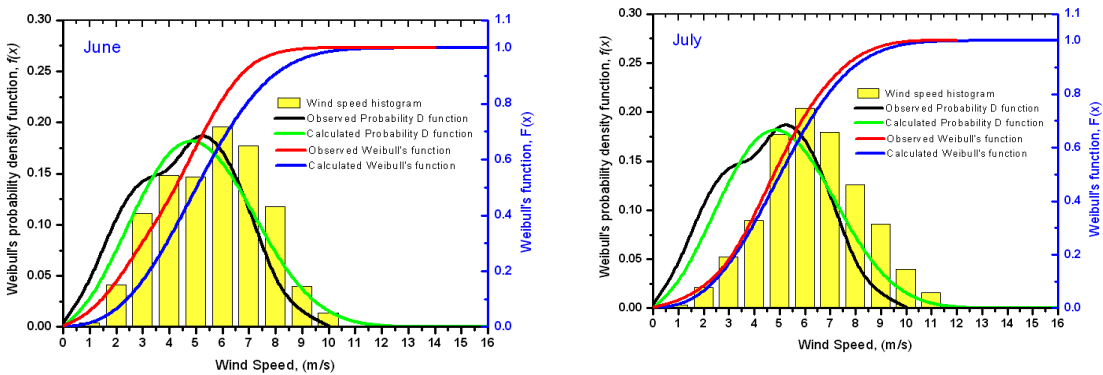 June
Weibull's probability density function, f(x)
0.30
0.25
0.20
0.15
0.10
0.05
0.00
Wind speed histogram
Observed Probability D function
Calculated Probability D function
Observed Weibull's function
Calculated Weibull's function
1.1
1.0
0.8
0.6
0.4
0.2
0.0
Weibull's function, F(x)
0 1 2 3 4 5 6 7 8 9 10 11 12 13 14 15 16
Wind Speed, (m/s)
July
Weibull's probability density function, f(x)
0.30
0.25
0.20
0.15
0.10
0.05
0.00
Wind speed histogram
Observed Probability D function
Calculated Probability D function
Observed Weibull's function
Calculated Weibull's function
1.1
1.0
0.8
0.6
0.4
0.2
0.0
Weibull's function, F(x)
0 1 2 3 4 5 6 7 8 9 10 11 12 13 14 15 16
Wind Speed, (m/s)